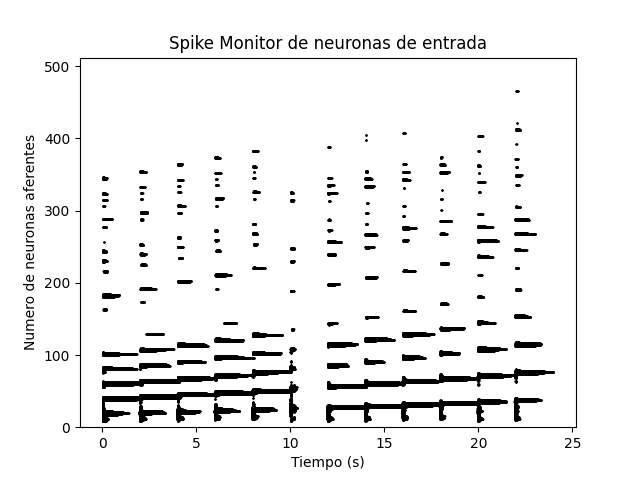 Spike Monitor de neuronas de entrada
Numero de neuronas aferentes
500
400
300
200
100
0
0 5 10 15 20 25
Tiempo (s)